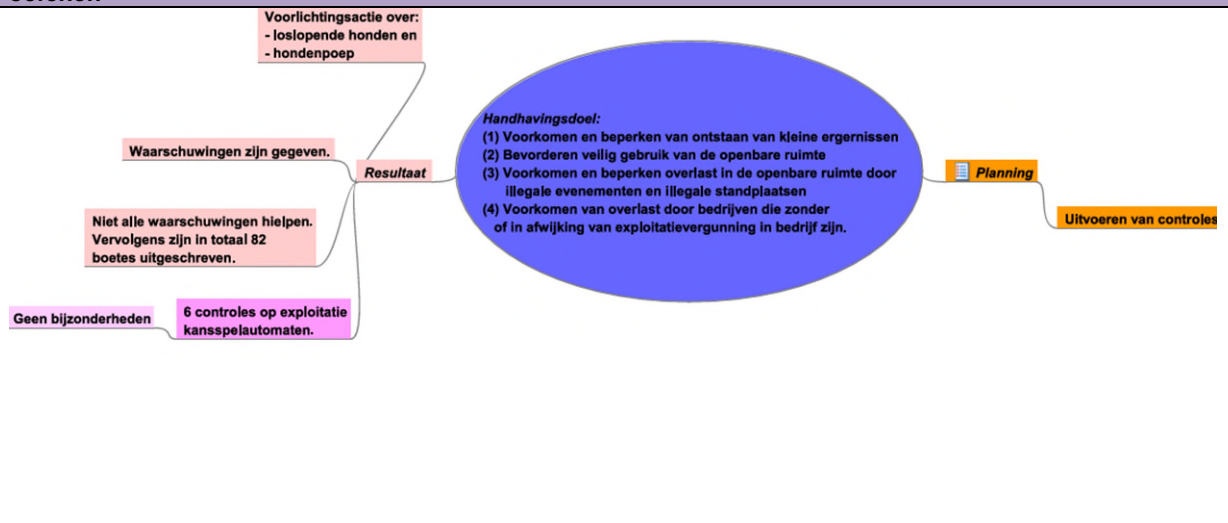 Voorlichtingsactie over:
- loslopende honden en
- hondenpoep
Waarschuwingen zijn gegeven.
Resultaat
Niet alle waarschuwingen hielpen.
Vervolgens zijn in totaal 82
boetes uitgeschreven.
6 controles op exploitatie
kansspelautomaten.
Geen bijzonderheden
Handhavingsdoel:
(1) Voorkomen en beperken van ontstaan van kleine ergernissen
(2) Bevorderen veilig gebruik van de openbare ruimte
(3) Voorkomen en beperken overlast in de openbare ruimte door
illegale evenementen en illegale standplaatsen
(4) Voorkomen van overlast door bedrijven die zonder
of in afwijking van exploitatievergunning in bedrijf zijn.
Planning
Uitvoeren van controles